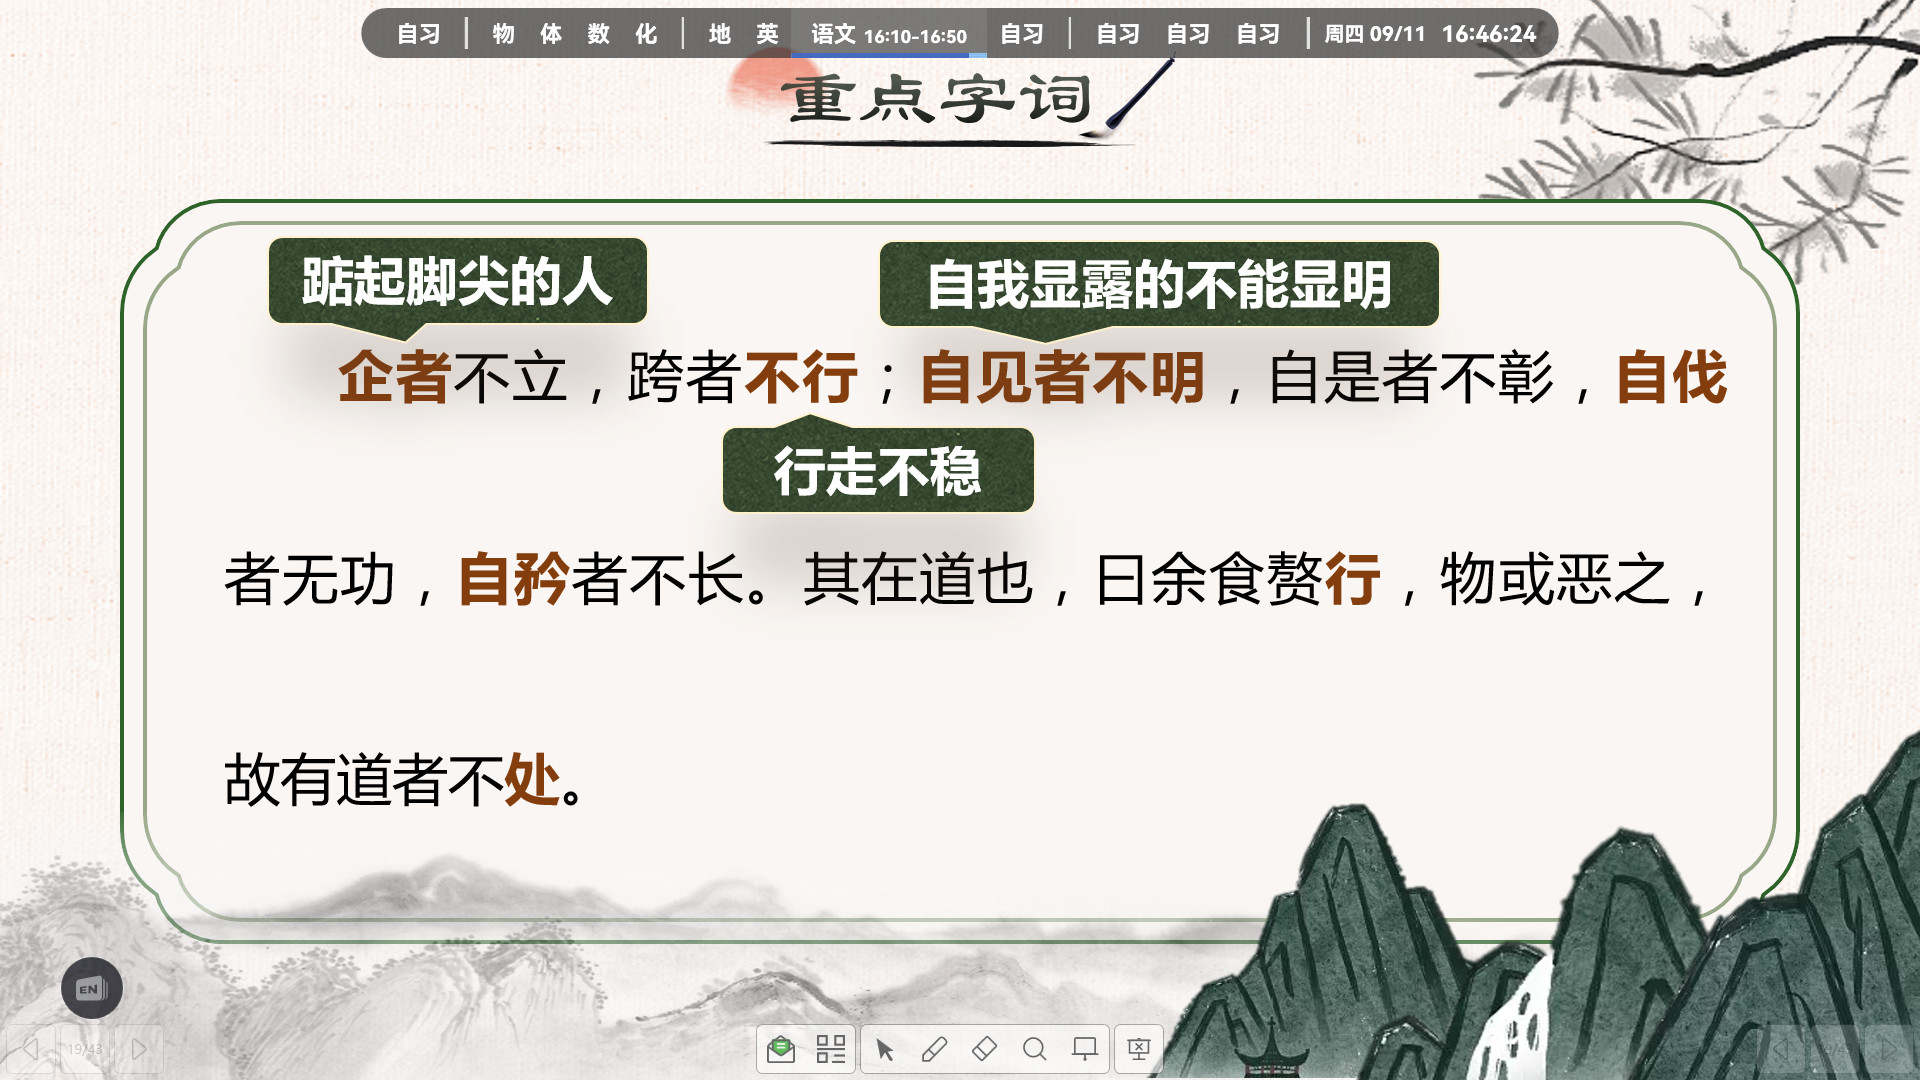 自习 物 体 数 化 地 英 语文 16:10-16:50 自习 自习 自习 自习 周四 09/11 16:46:24
重点字词
踮起脚尖的人 自我显露的不能显明
企者不立，跨者不行；自见者不明，自是者不彰，自伐
行走不稳
者无功，自矜者不长。其在道也，曰余食赘行，物或恶之，
故有道者不处。
EN
19/43